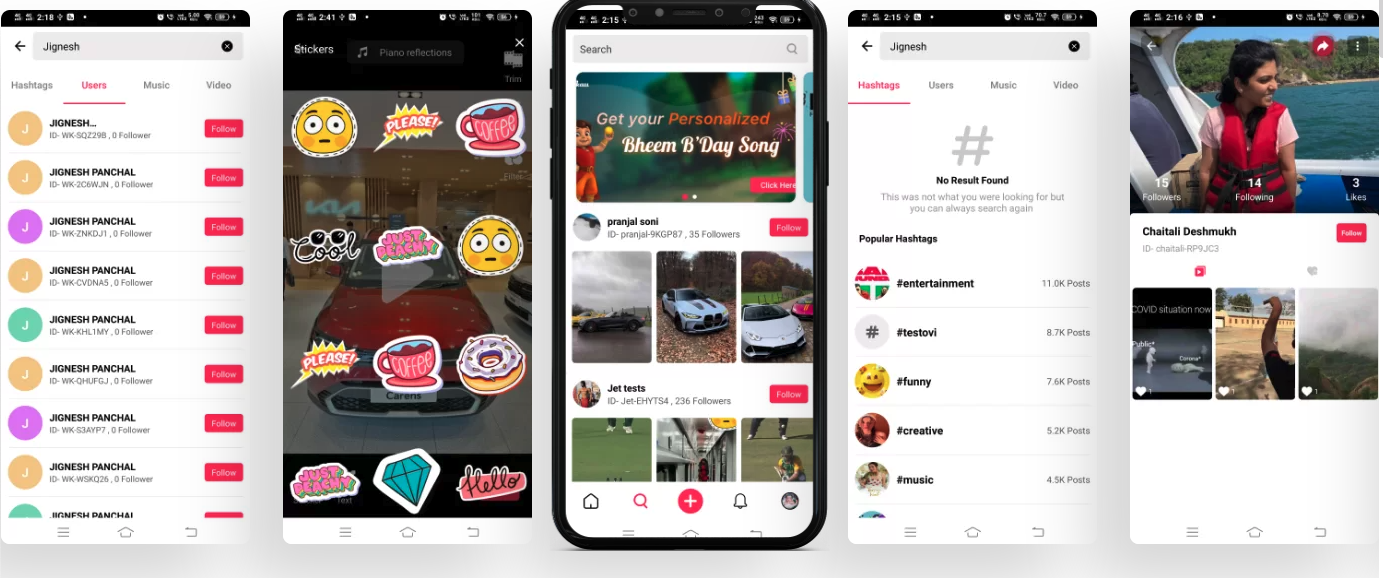 2:18
Jignesh
Hashtags Users Music Video
J JIGNESH...
ID- WK-SQZ298 , 0 Follower
Follow
J JIGNESH PANCHAL
ID- WK-2C6WJN , 0 Follower
Follow
J JIGNESH PANCHAL
ID- WK-ZNKDJ1 , 0 Follower
Follow
J JIGNESH PANCHAL
ID- WK-CVDNA5 , 0 Follower
Follow
J JIGNESH PANCHAL
ID- WK-KHL1MY , 0 Follower
Follow
J JIGNESH PANCHAL
ID- WK-QHUFGJ , 0 Follower
Follow
J JIGNESH PANCHAL
ID- WK-S3AYP7 , 0 Follower
Follow
J JIGNESH PANCHAL
ID- WK-WSKQ26 , 0 Follower
Follow
JIGNESH PANCHAL
2:41
Stickers
Piano reflections
Trim
PLEASE!
COFFEE
Filter
COOL
JUST PEACHY
PLEASE!
COFFEE
Carens
JUST PEACHY
Hello
Text
2:15
Search
Get your Personalized
Bheem B'Day Song
Click Here
pranjal soni
ID- pranjal-9KGP87 , 35 Followers
Follow
Jet tests
ID- Jet-EHYTS4 , 236 Followers
Follow
2:15
Jignesh
Hashtags Users Music Video
#
No Result Found
This was not what you were looking for but
you can always search again
Popular Hashtags
#entertainment 11.0K Posts
# #testovi 8.7K Posts
#funny 7.6K Posts
#creative 5.2K Posts
#music 4.5K Posts
2:16
15 14 3
Followers Following Likes
Chaitali Deshmukh
ID- chaitali-RP9JC3
Follow
COVID situation now
Public*
Corona*
1 1 1